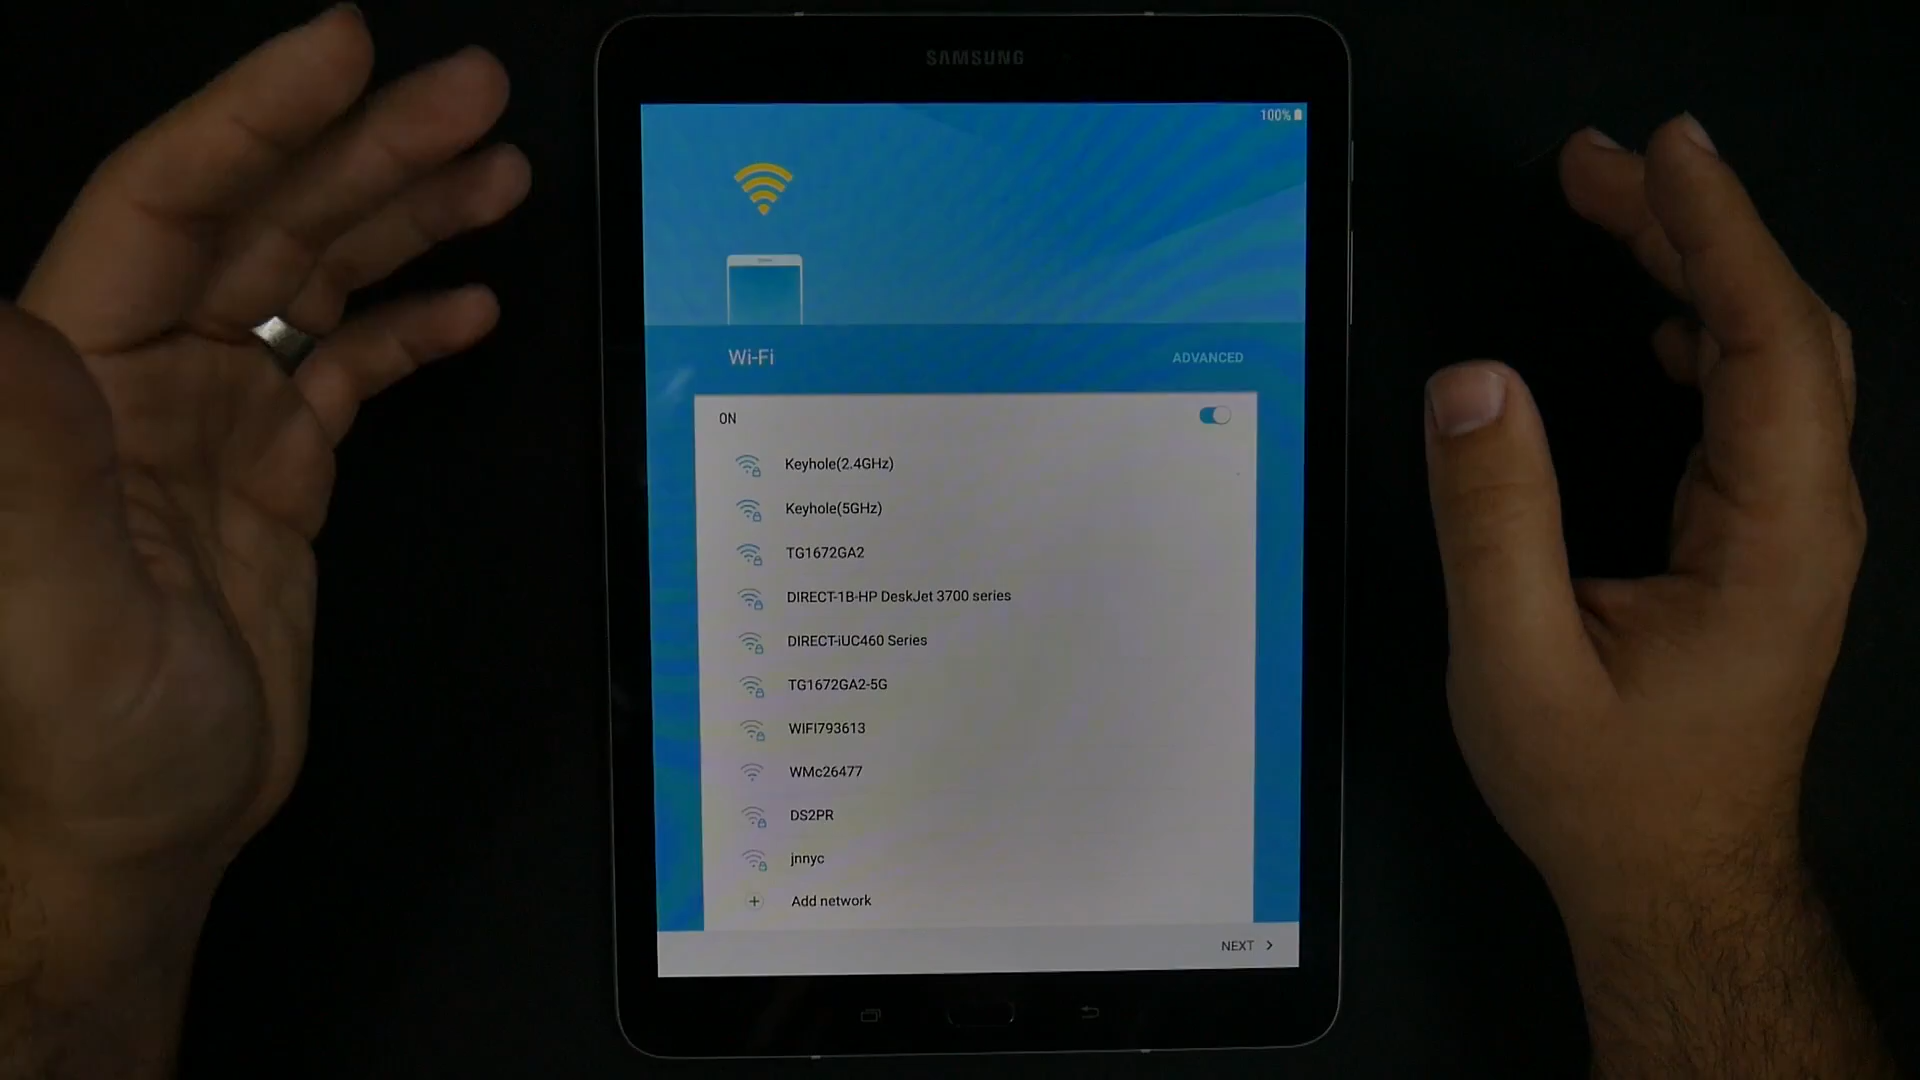 SAMSUNG
100%
Wi-Fi
ADVANCED
ON
Keyhole(2.4GHz)
Keyhole(5GHz)
TG1672GA2
DIRECT-1B-HP DeskJet 3700 series
DIRECT-iUC460 Series
TG1672GA2-5G
WIFI793613
WMc26477
DS2PR
jnnyc
+ Add network
NEXT >